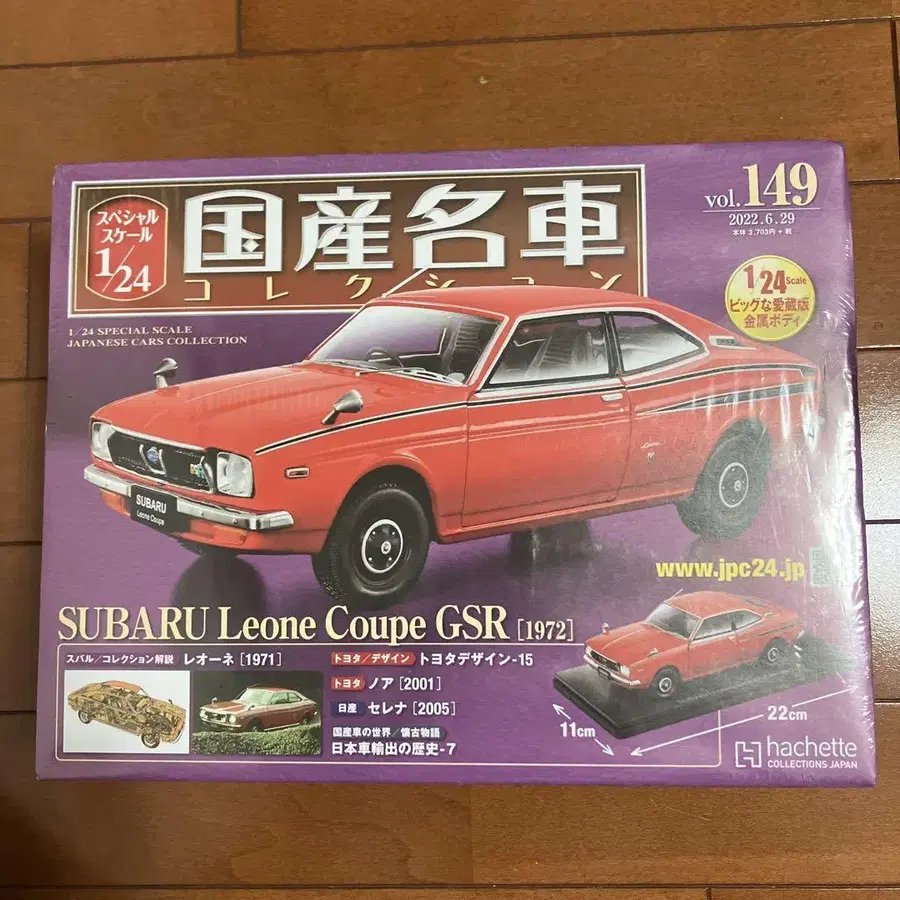 スペシャル
スケール
1/24
国産名車
コレクション
1/24 SPECIAL SCALE
JAPANESE CARS COLLECTION
vol.149
2022.6.29
本体 3,703円+税
1/24 Scale
ビッグな愛蔵版
金属ボディ
SUBARU
Leone Coupe
www.jpc24.jp
SUBARU Leone Coupe GSR [1972]
スバル/コレクション解説 レオーネ [1971]
トヨタ/デザイン トヨタデザイン-15
トヨタ ノア [2001]
日産 セレナ [2005]
国産車の世界/懐古物語
日本車輸出の歴史-7
11cm
22cm
hachette
COLLECTIONS JAPAN